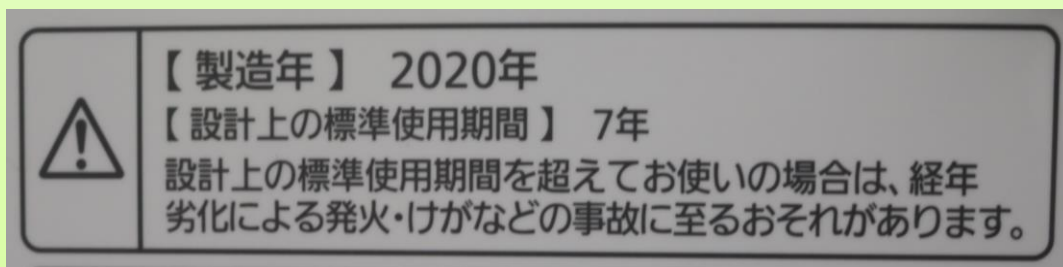 【 製造年 】 2020年
【 設計上の標準使用期間 】 7年
設計上の標準使用期間を超えてお使いの場合は、経年
劣化による発火・けがなどの事故に至るおそれがあります。